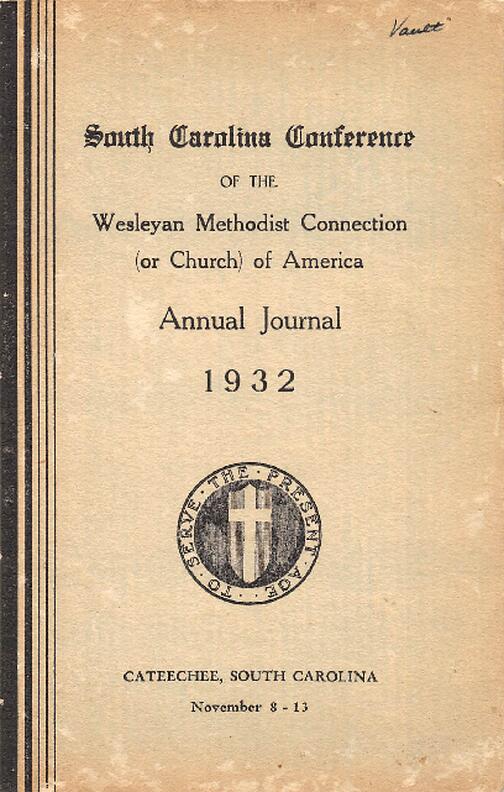 Vault
South Carolina Conference
OF THE
Wesleyan Methodist Connection
(or Church) of America
Annual Journal
1932
· TO · SERVE · THE · PRESENT · AGE ·
CATEECHEE, SOUTH CAROLINA
November 8 - 13